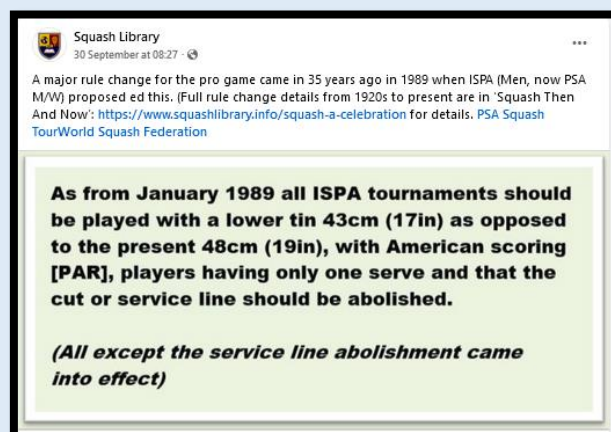 Squash Library
30 September at 08:27 ·
A major rule change for the pro game came in 35 years ago in 1989 when ISPA (Men, now PSA
M/W) proposed ed this. (Full rule change details from 1920s to present are in 'Squash Then
And Now': https://www.squashlibrary.info/squash-a-celebration for details. PSA Squash
TourWorld Squash Federation
As from January 1989 all ISPA tournaments should
be played with a lower tin 43cm (17in) as opposed
to the present 48cm (19in), with American scoring
[PAR], players having only one serve and that the
cut or service line should be abolished.
(All except the service line abolishment came
into effect)